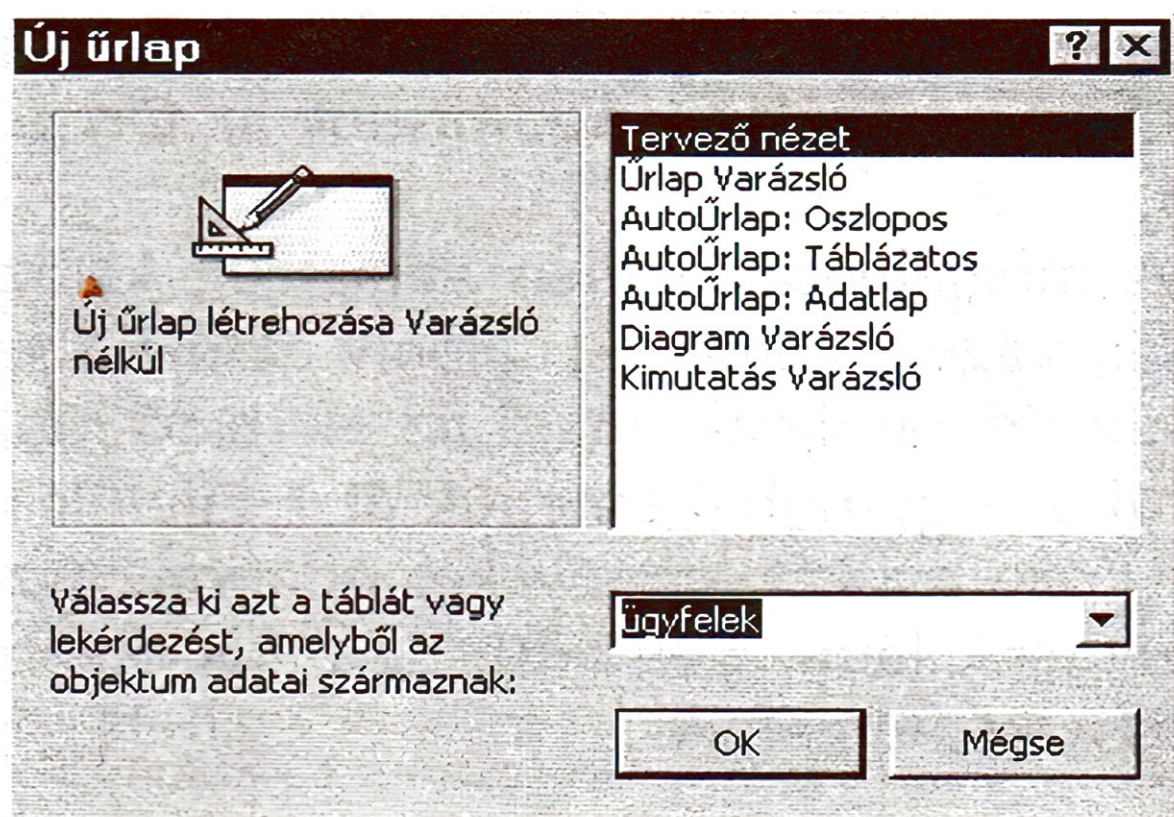 Új űrlap
Új űrlap létrehozása Varázsló
nélkül
Tervező nézet
Űrlap Varázsló
AutoŰrlap: Oszlopos
AutoŰrlap: Táblázatos
AutoŰrlap: Adatlap
Diagram Varázsló
Kimutatás Varázsló
Válassza ki azt a táblát vagy
lekérdezést, amelyből az
objektum adatai származnak:
ügyfelek
OK
Mégse